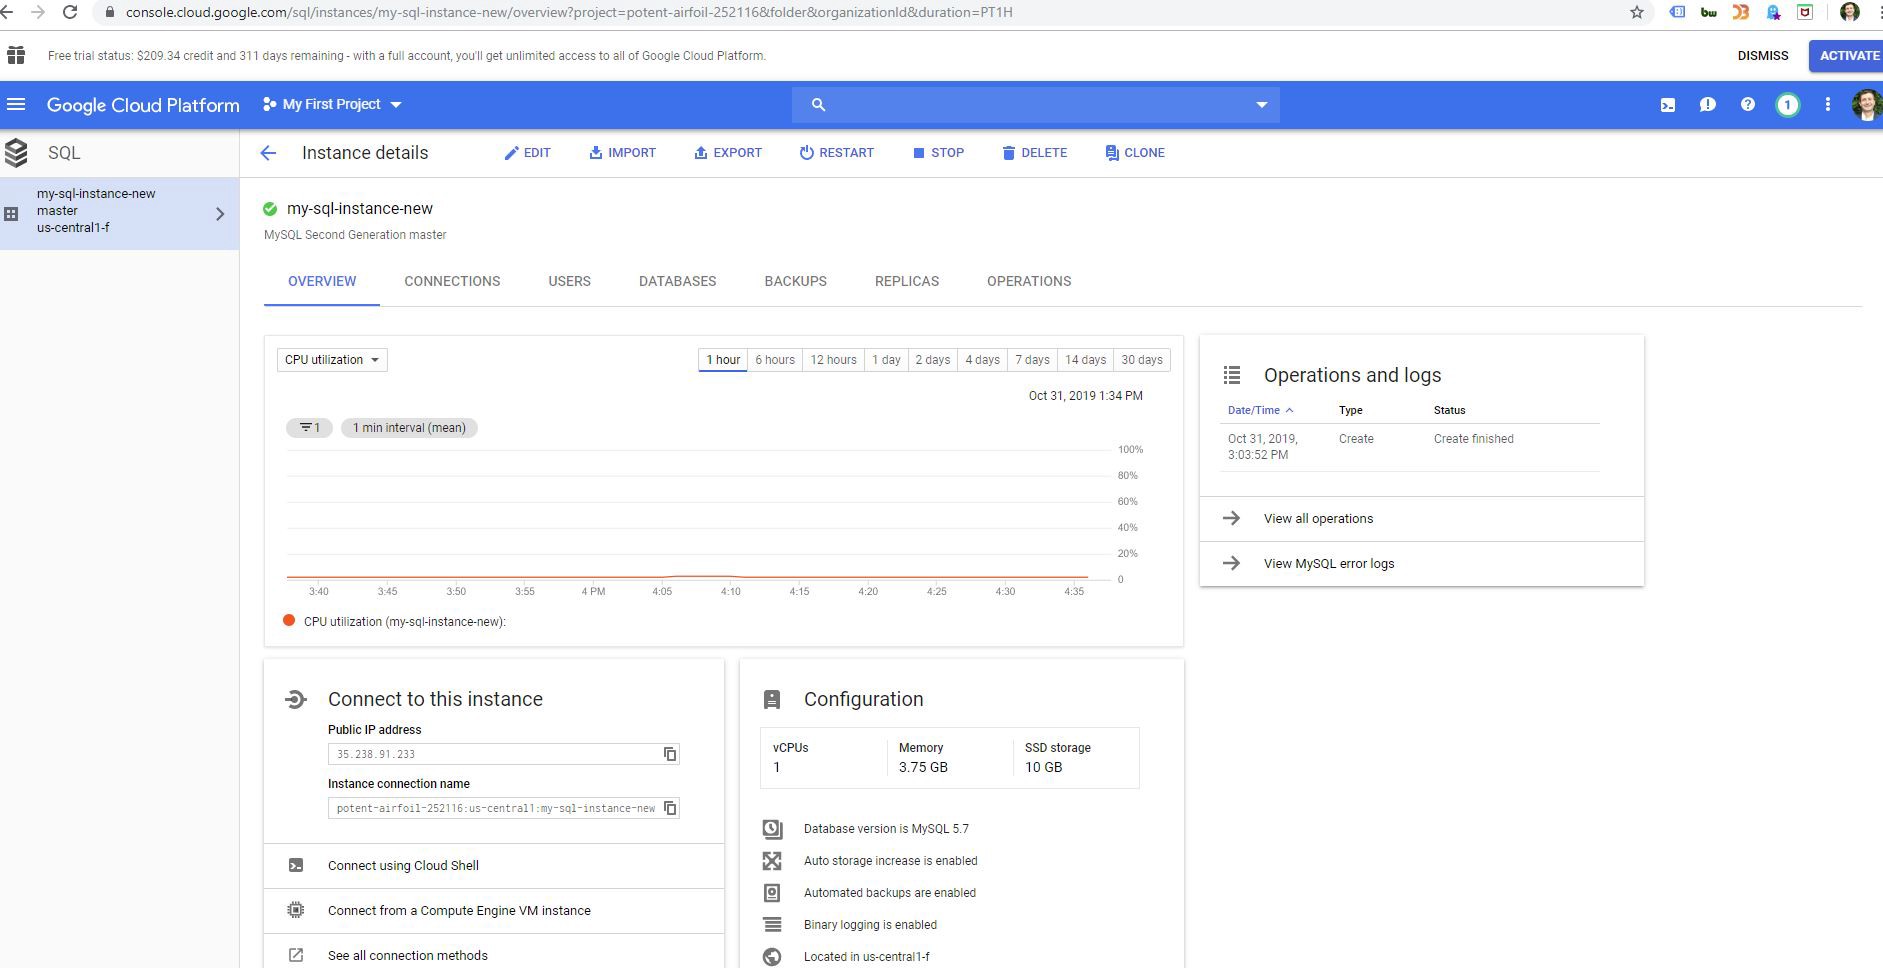 console.cloud.google.com/sql/instances/my-sql-instance-new/overview?project=potent-airfoil-252116&folder&organizationId&duration=PT1H
Free trial status: $209.34 credit and 311 days remaining - with a full account, you'll get unlimited access to all of Google Cloud Platform.
DISMISS
ACTIVATE
Google Cloud Platform
My First Project
1
SQL
Instance details
EDIT
IMPORT
EXPORT
RESTART
STOP
DELETE
CLONE
my-sql-instance-new
master
us-central1-f
my-sql-instance-new
MySQL Second Generation master
OVERVIEW
CONNECTIONS
USERS
DATABASES
BACKUPS
REPLICAS
OPERATIONS
CPU utilization
1 hour
6 hours
12 hours
1 day
2 days
4 days
7 days
14 days
30 days
Oct 31, 2019 1:34 PM
1
1 min interval (mean)
100%
80%
60%
40%
20%
0
3:40
3:45
3:50
3:55
4 PM
4:05
4:10
4:15
4:20
4:25
4:30
4:35
CPU utilization (my-sql-instance-new):
Operations and logs
Date/Time
Type
Status
Oct 31, 2019,
3:03:52 PM
Create
Create finished
View all operations
View MySQL error logs
Connect to this instance
Public IP address
35.238.91.233
Instance connection name
potent-airfoil-252116:us-central1:my-sql-instance-new
Connect using Cloud Shell
Connect from a Compute Engine VM instance
See all connection methods
Configuration
vCPUs
1
Memory
3.75 GB
SSD storage
10 GB
Database version is MySQL 5.7
Auto storage increase is enabled
Automated backups are enabled
Binary logging is enabled
Located in us-central1-f